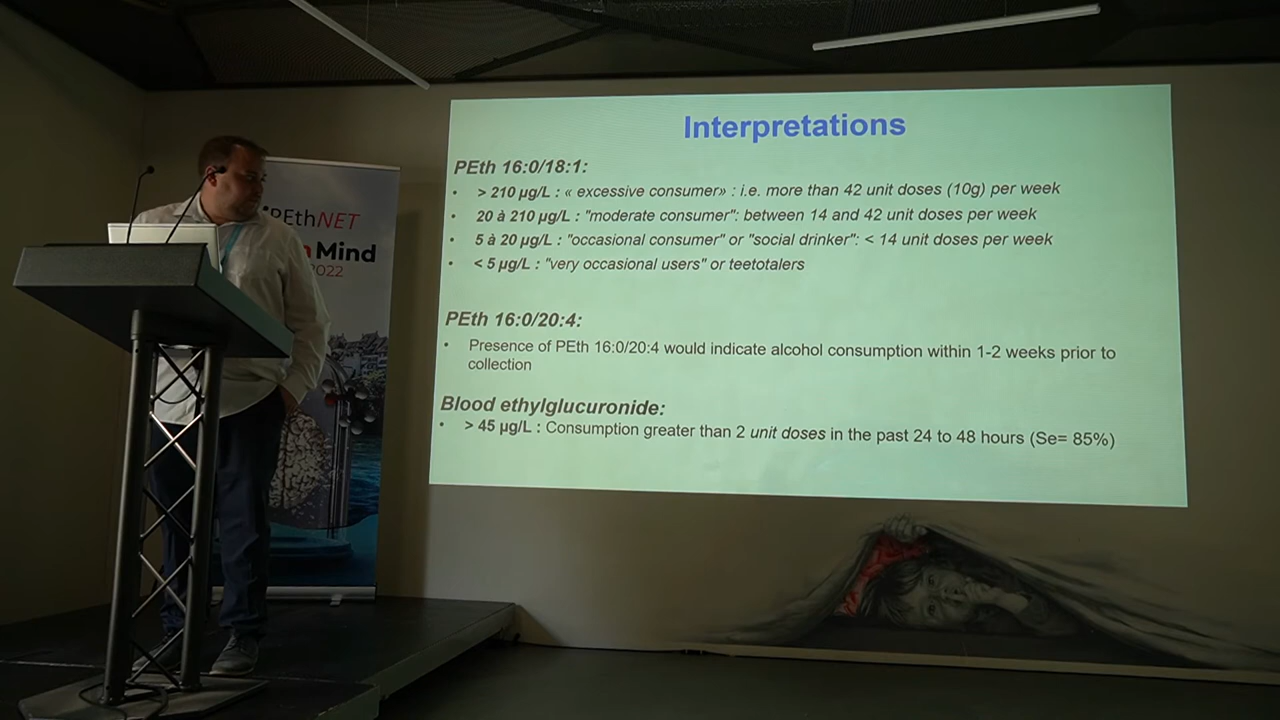 Interpretations
PEth 16:0/18:1:
• > 210 µg/L : « excessive consumer» : i.e. more than 42 unit doses (10g) per week
• 20 à 210 µg/L : "moderate consumer": between 14 and 42 unit doses per week
• 5 à 20 µg/L : "occasional consumer" or "social drinker": < 14 unit doses per week
• < 5 µg/L : "very occasional users" or teetotalers
PEth 16:0/20:4:
• Presence of PEth 16:0/20:4 would indicate alcohol consumption within 1-2 weeks prior to
collection
Blood ethylglucuronide:
• > 45 µg/L : Consumption greater than 2 unit doses in the past 24 to 48 hours (Se= 85%)
PEthNET
Mind
2022